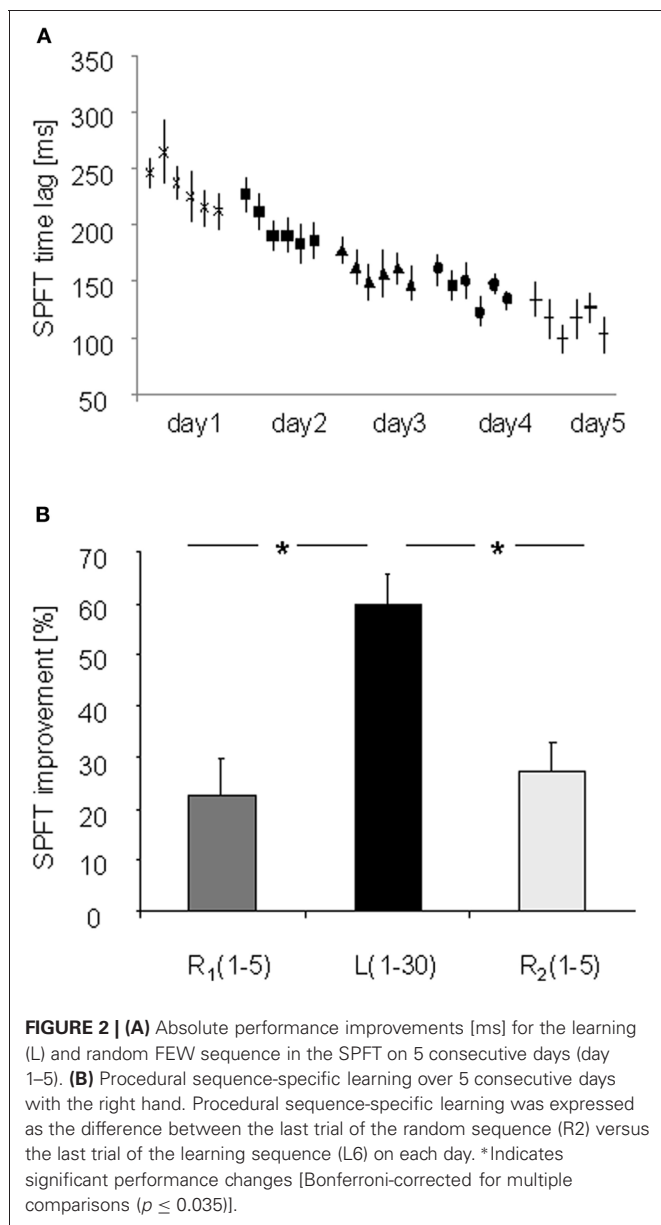 A
350
300
250
200
150
100
50
SPFT time lag [ms]
day1 day2 day3 day4 day5
B
* *
70
60
50
40
30
20
10
0
SPFT improvement [%]
R₁(1-5) L(1-30) R₂(1-5)
FIGURE 2 | (A) Absolute performance improvements [ms] for the learning
(L) and random FEW sequence in the SPFT on 5 consecutive days (day
1–5). (B) Procedural sequence-specific learning over 5 consecutive days
with the right hand. Procedural sequence-specific learning was expressed
as the difference between the last trial of the random sequence (R2) versus
the last trial of the learning sequence (L6) on each day. *Indicates
significant performance changes [Bonferroni-corrected for multiple
comparisons (p ≤ 0.035)].